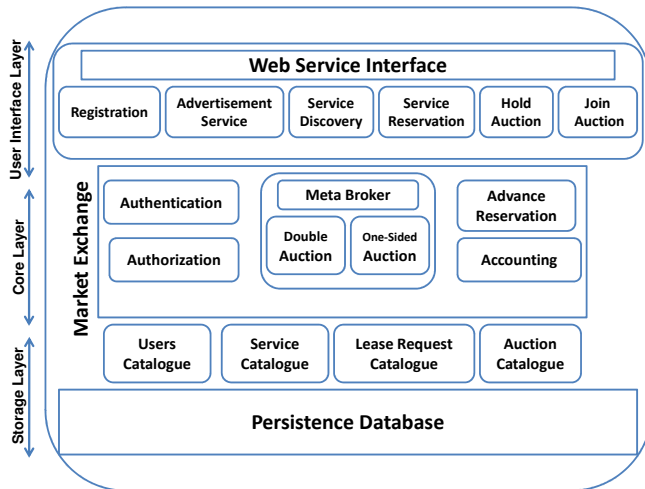 User Interface Layer
Web Service Interface
Registration
Advertisement
Service
Service
Discovery
Service
Reservation
Hold
Auction
Join
Auction
Core Layer
Market Exchange
Authentication
Authorization
Meta Broker
Double
Auction
One-Sided
Auction
Advance
Reservation
Accounting
Storage Layer
Users
Catalogue
Service
Catalogue
Lease Request
Catalogue
Auction
Catalogue
Persistence Database